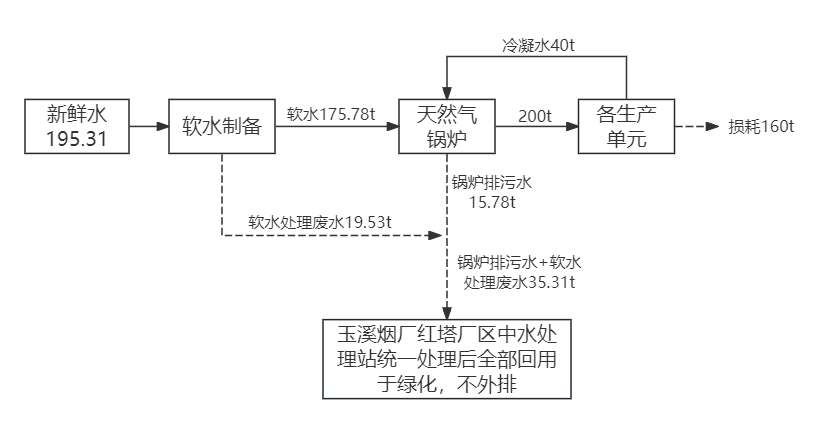 冷凝水40t
新鲜水
195.31
软水制备
软水175.78t
天然气
锅炉
200t
各生产
单元
损耗160t
锅炉排污水
15.78t
软水处理废水19.53t
锅炉排污水+软水
处理废水35.31t
玉溪烟厂红塔厂区中水处
理站统一处理后全部回用
于绿化，不外排